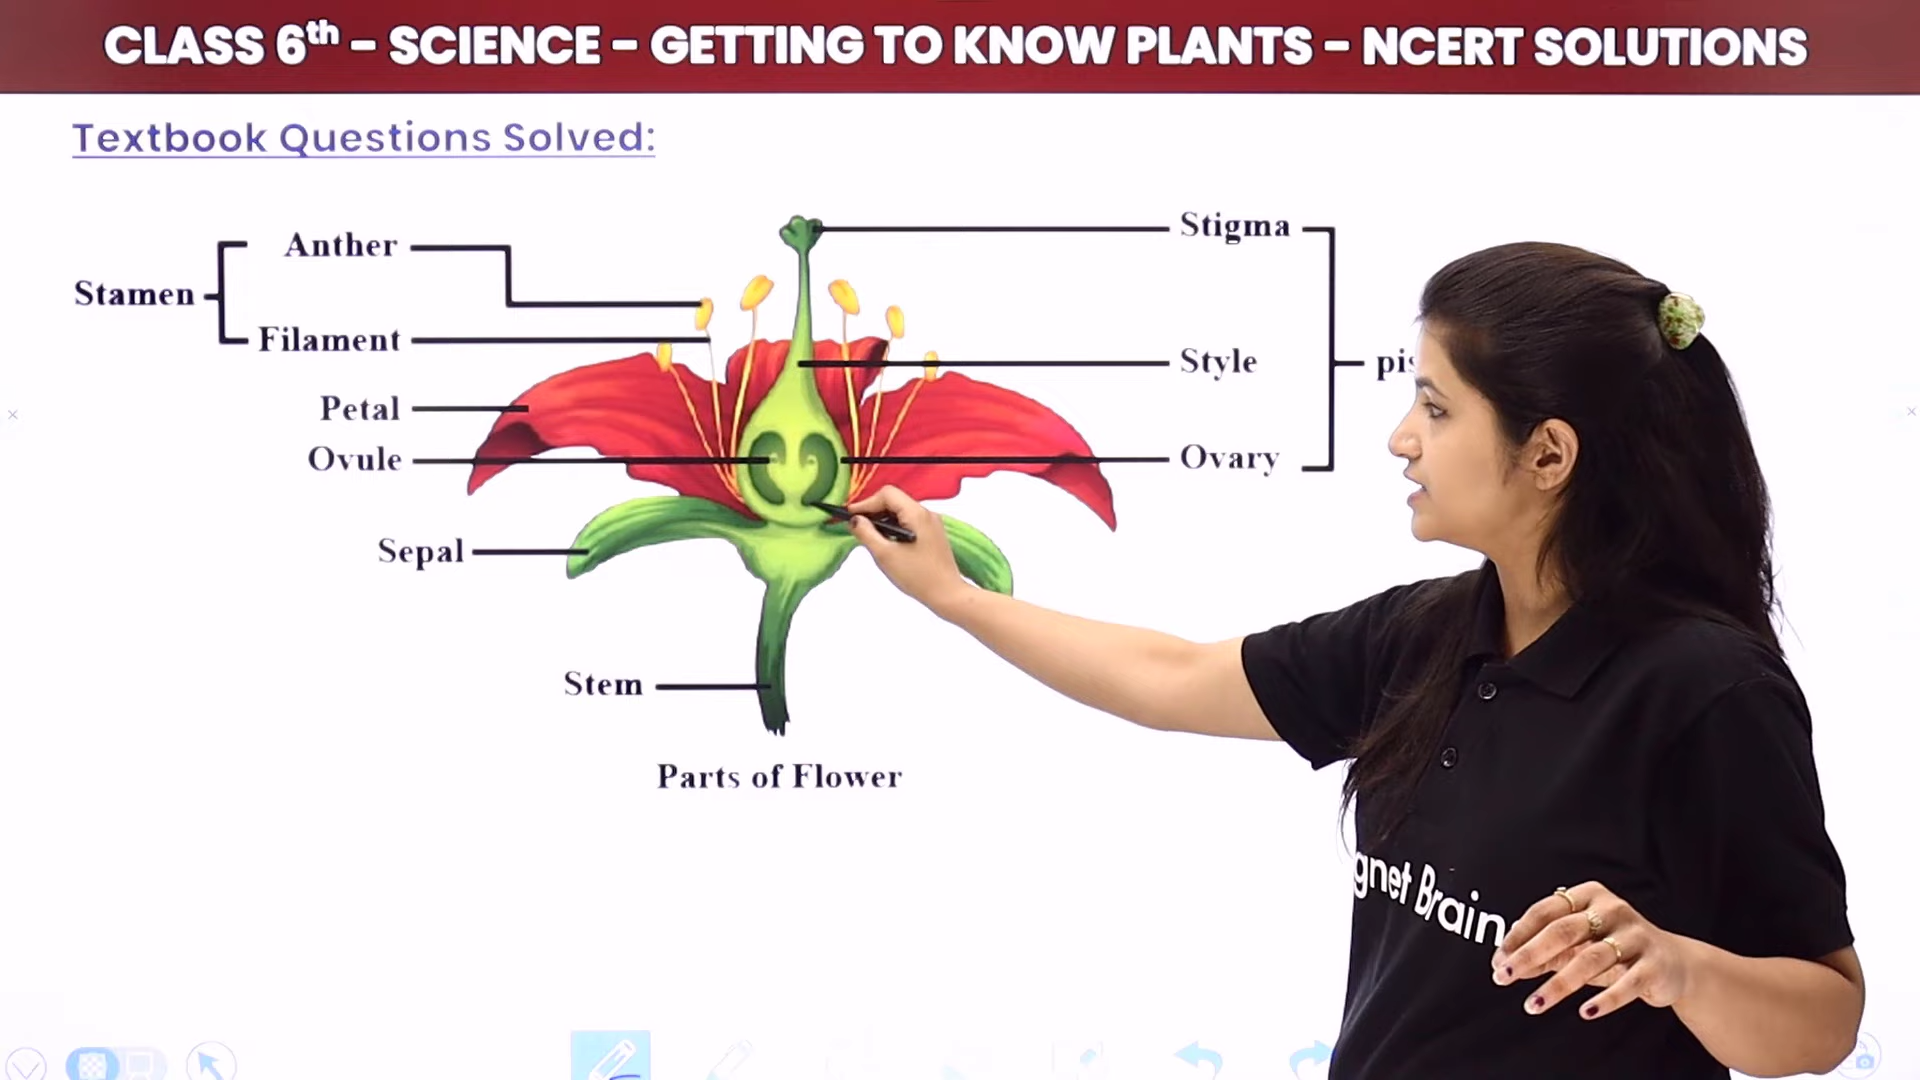 CLASS 6th – SCIENCE – GETTING TO KNOW PLANTS – NCERT SOLUTIONS
Textbook Questions Solved:
Stigma
Anther
Stamen
Filament
Style
Petal
Ovule
Ovary
Sepal
Stem
Parts of Flower
gnet Brain